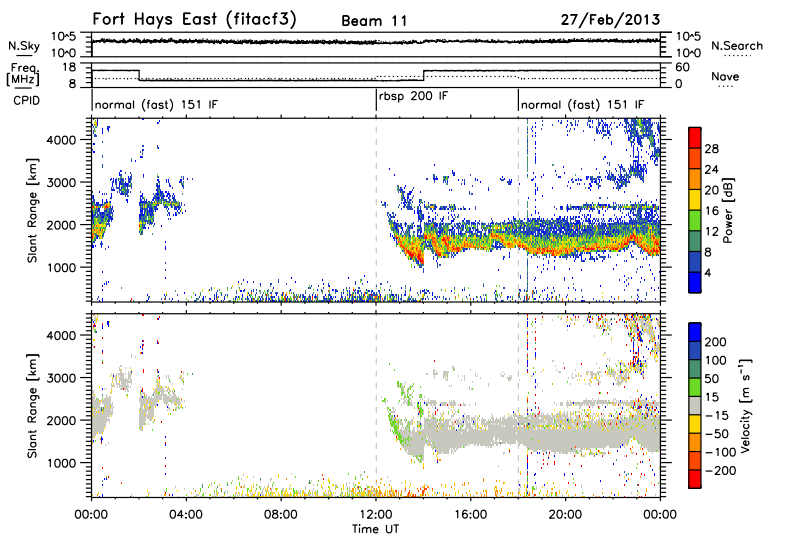 Fort Hays East (fitacf3)
Beam 11
27/Feb/2013
N.Sky
10+5
10+0
10+5
10+0
N.Search
Freq.
[MHz]
18
8
60
0
Nave
CPID
normal (fast) 151 IF
rbsp 200 IF
normal (fast) 151 IF
Slant Range [km]
4000
3000
2000
1000
Power [dB]
28
24
20
16
12
8
4
Slant Range [km]
4000
3000
2000
1000
Velocity [m s⁻¹]
200
100
50
15
−15
−50
−100
−200
00:00
04:00
08:00
12:00
16:00
20:00
00:00
Time UT